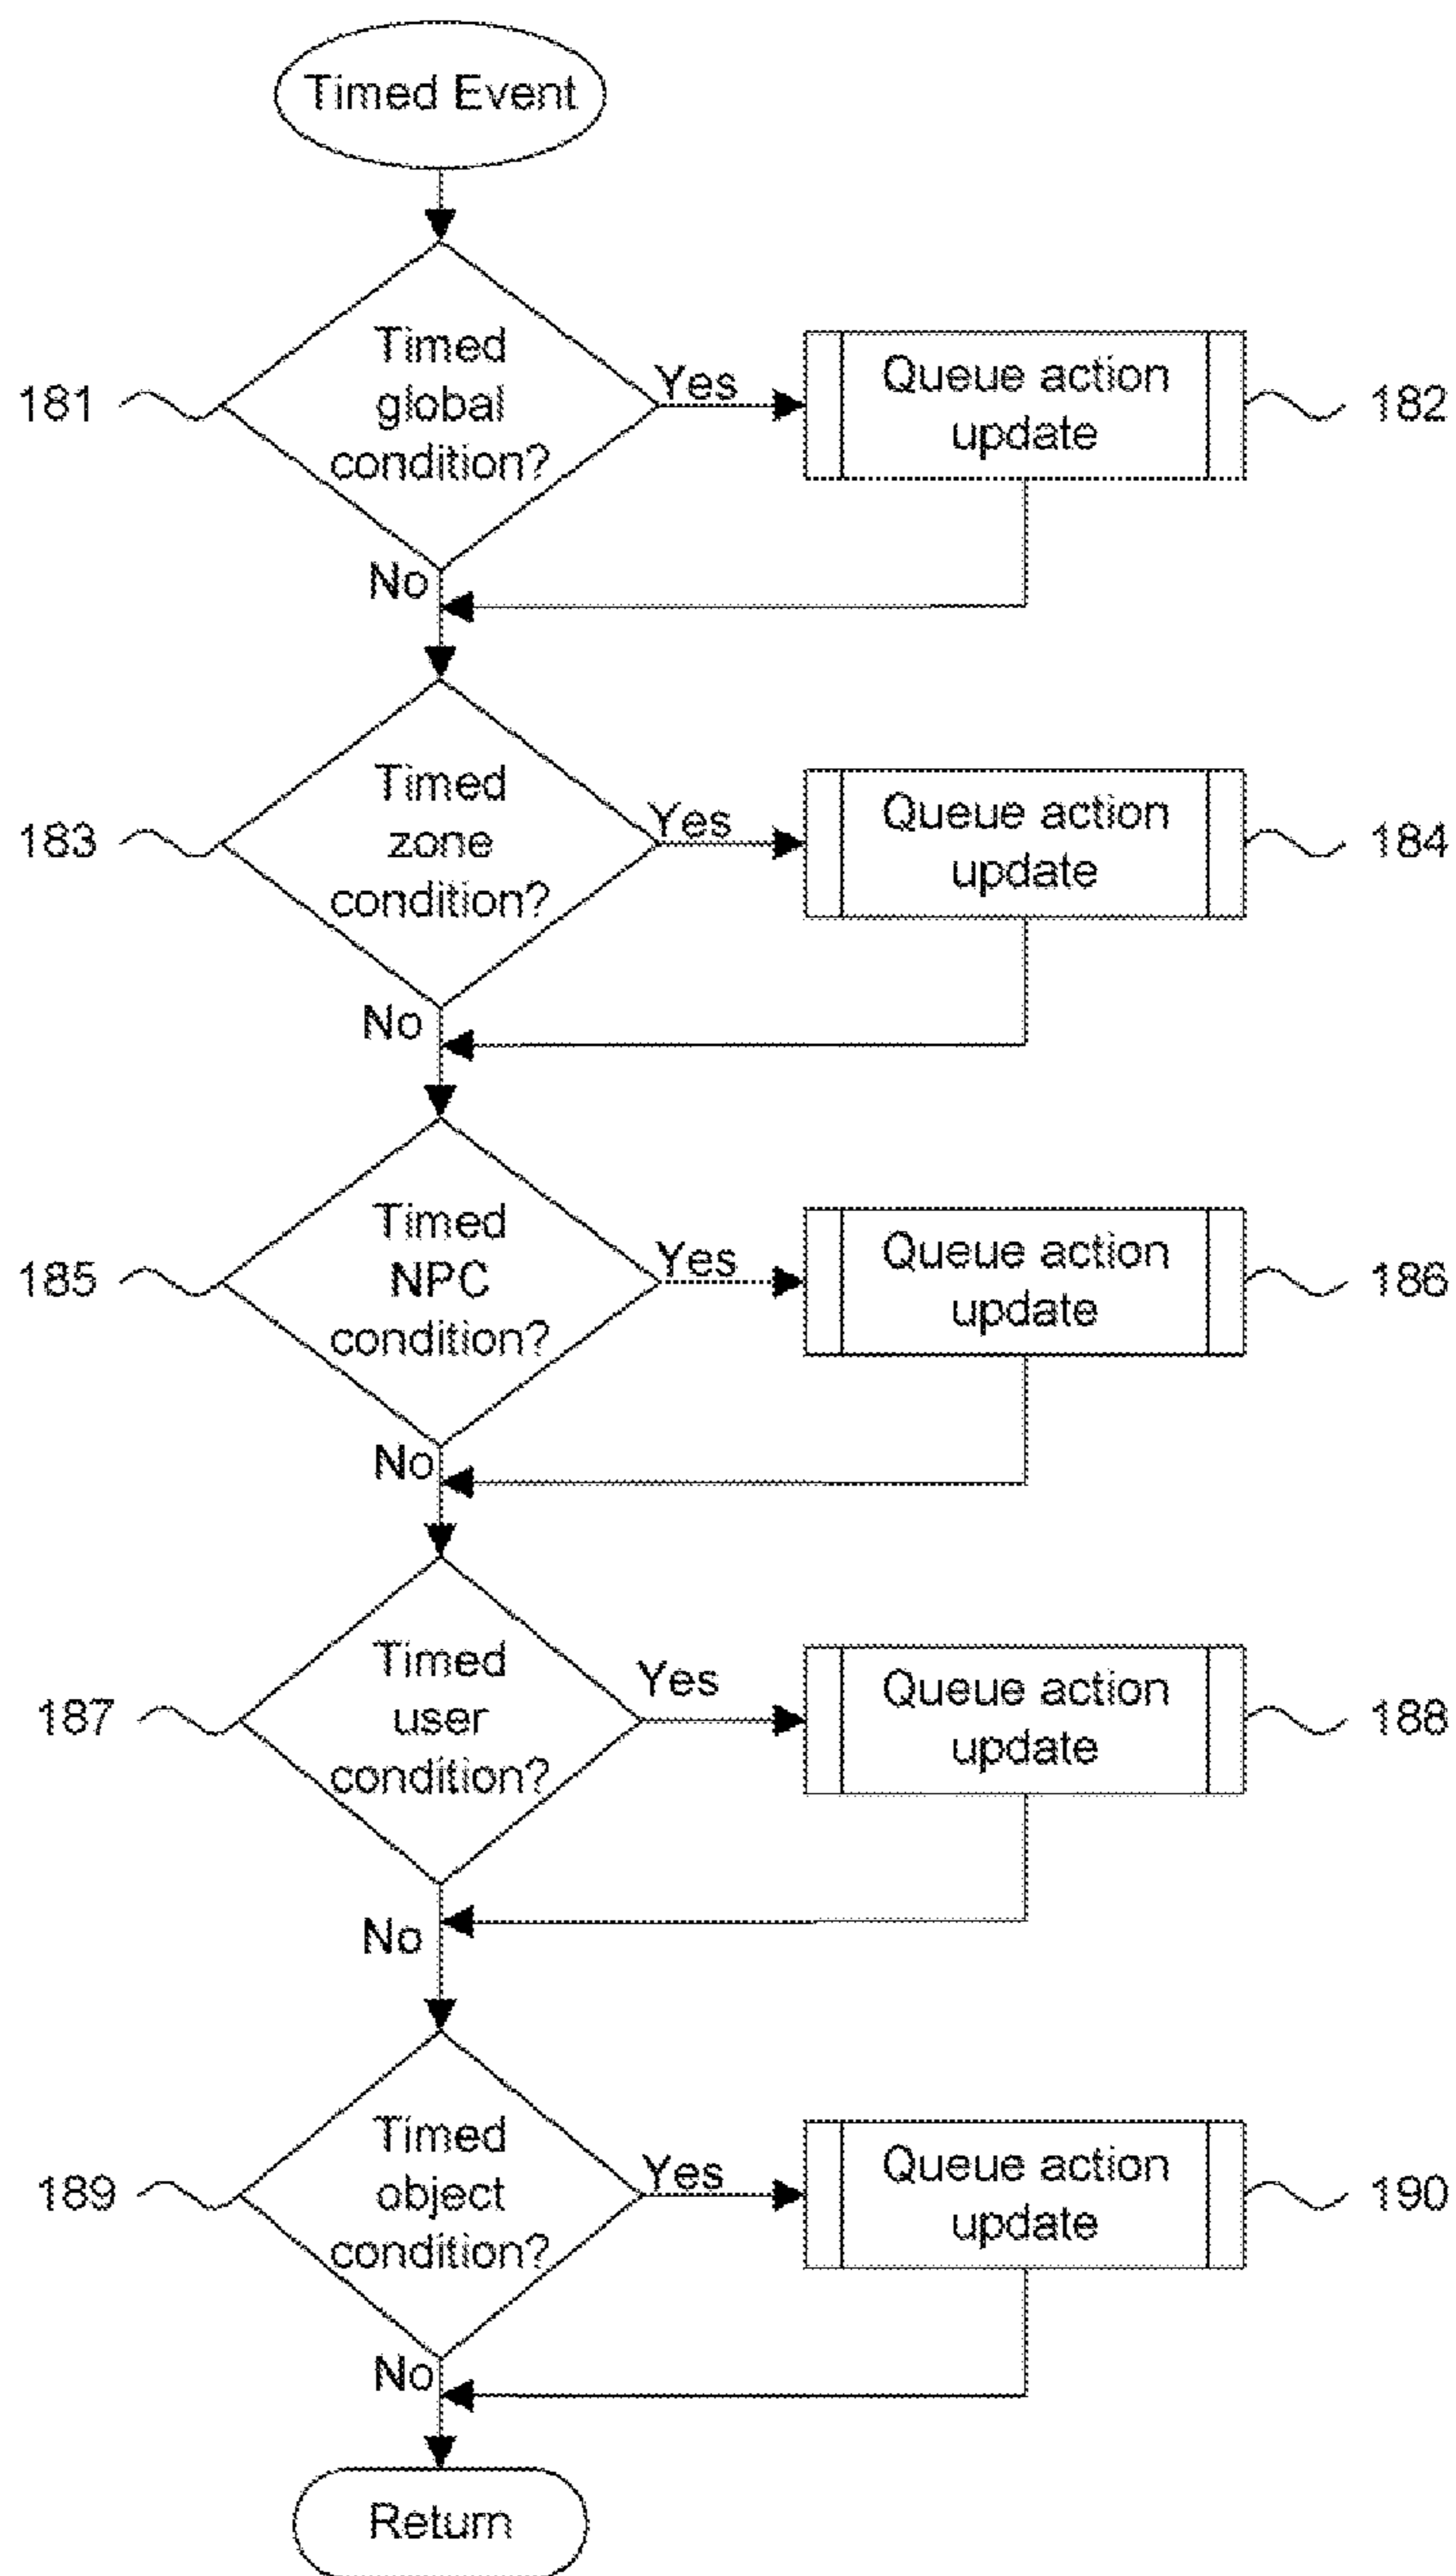 Timed Event
Timed
global
condition?
Yes
Queue action
update
181
182
No
Timed
zone
condition?
Yes
Queue action
update
183
184
No
Timed
NPC
condition?
Yes
Queue action
update
185
186
No
Timed
user
condition?
Yes
Queue action
update
187
188
No
Timed
object
condition?
Yes
Queue action
update
189
190
No
Return